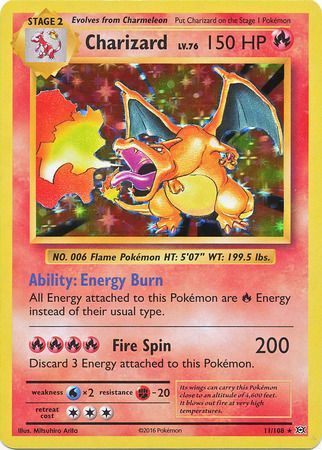 STAGE 2 Evolves from Charmeleon Put Charizard on the Stage 1 Pokémon
Charizard LV.76 150 HP
NO. 006 Flame Pokémon HT: 5'07" WT: 199.5 lbs.
Ability: Energy Burn
All Energy attached to this Pokémon are Energy
instead of their usual type.
Fire Spin 200
Discard 3 Energy attached to this Pokémon.
weakness ×2 resistance -20
retreat
cost
Its wings can carry this Pokémon
close to an altitude of 4,600 feet.
It blows out fire at very high
temperatures.
Illus. Mitsuhiro Arita ©2016 Pokémon 11/108 ★